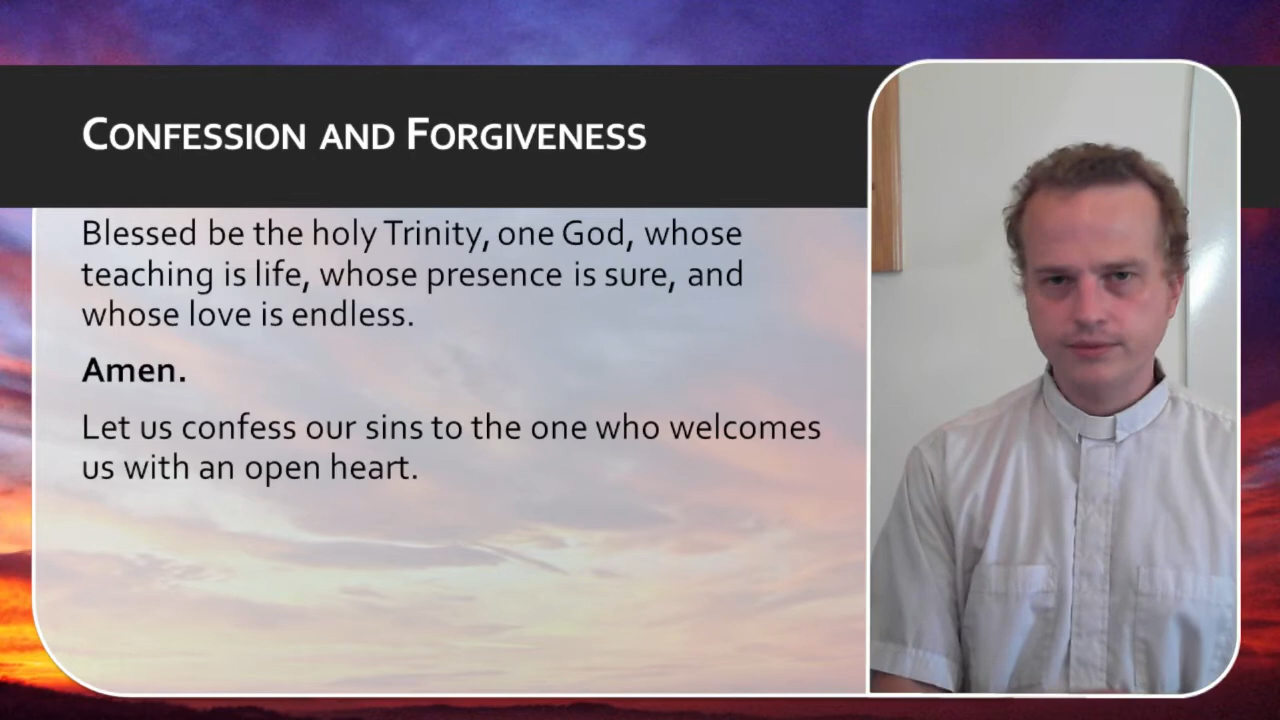 CONFESSION AND FORGIVENESS
Blessed be the holy Trinity, one God, whose
teaching is life, whose presence is sure, and
whose love is endless.
Amen.
Let us confess our sins to the one who welcomes
us with an open heart.